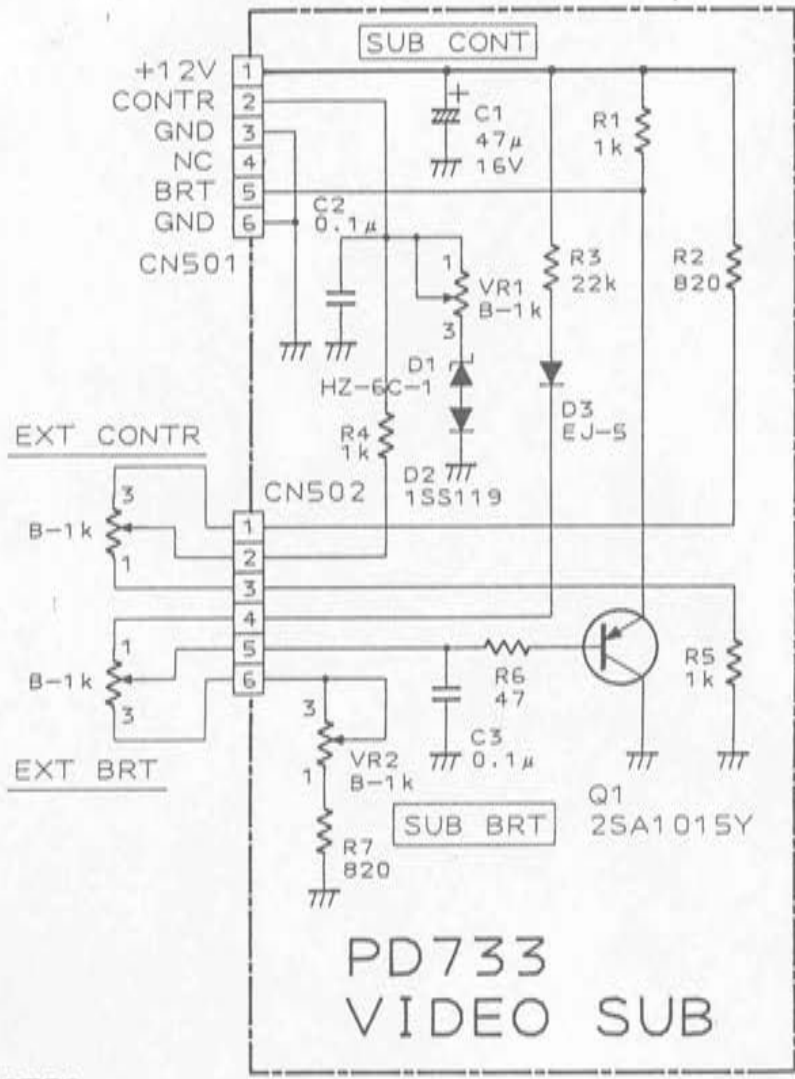 SUB CONT
+12V 1
CONTR 2
GND 3
NC 4
BRT 5
GND 6
CN501
+
C1
47μ
16V
R1
1k
C2
0.1μ
1
VR1
B-1k
3
R3
22k
R2
820
D1
HZ-6C-1
D3
EJ-5
R4
1k
D2
1SS119
EXT CONTR
CN502
3
B-1k
1
1
2
3
4
5
6
1
B-1k
3
EXT BRT
R6
47
R5
1k
3
VR2
B-1k
1
C3
0.1μ
Q1
2SA1015Y
SUB BRT
R7
820
PD733
VIDEO SUB